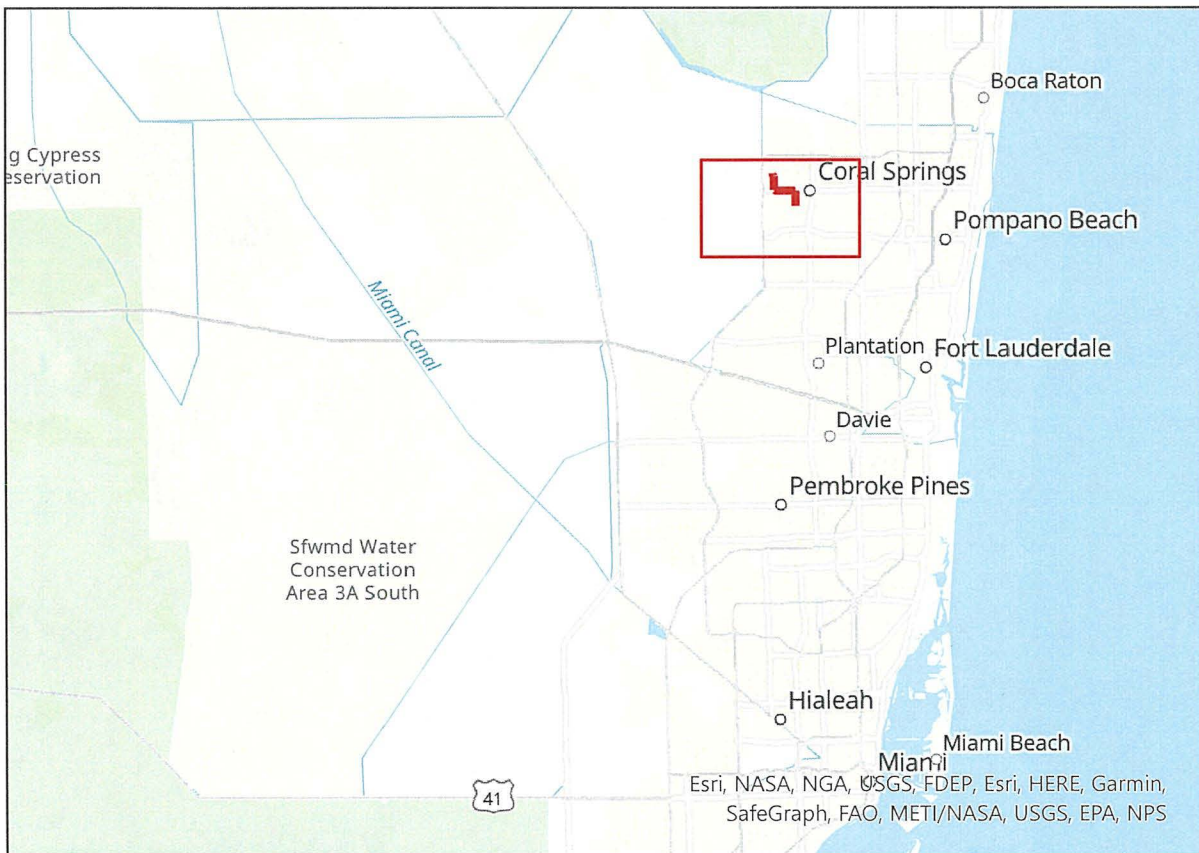 Boca Raton
g Cypress
eservation
Coral Springs
Pompano Beach
Miami Canal
Plantation
Fort Lauderdale
Davie
Pembroke Pines
Sfwmd Water
Conservation
Area 3A South
Hialeah
Miami Beach
Miami
41
Esri, NASA, NGA, USGS, FDEP, Esri, HERE, Garmin,
SafeGraph, FAO, METI/NASA, USGS, EPA, NPS